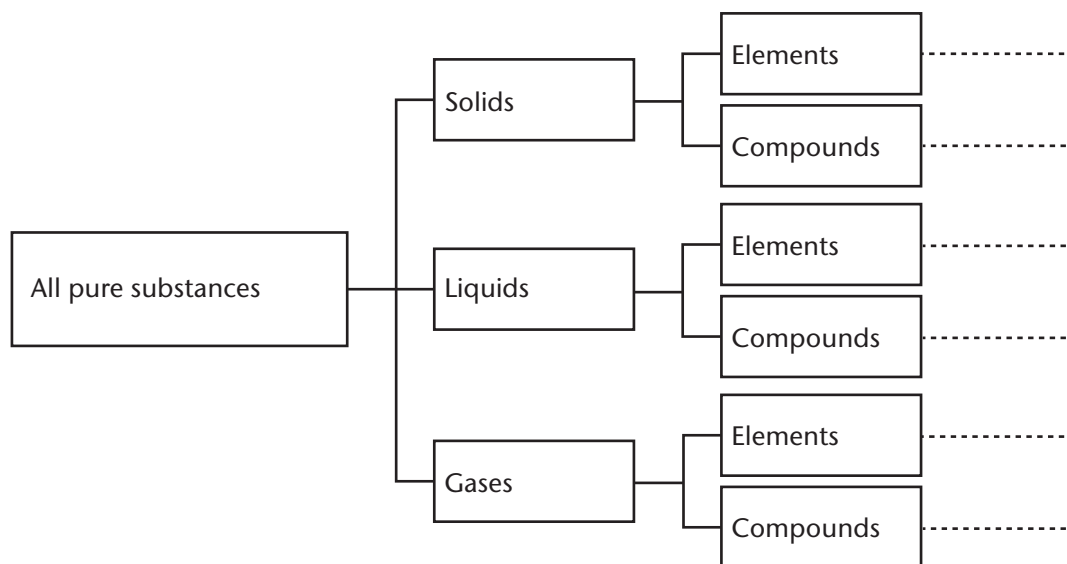 All pure substances
Solids
Elements
Compounds
Liquids
Elements
Compounds
Gases
Elements
Compounds